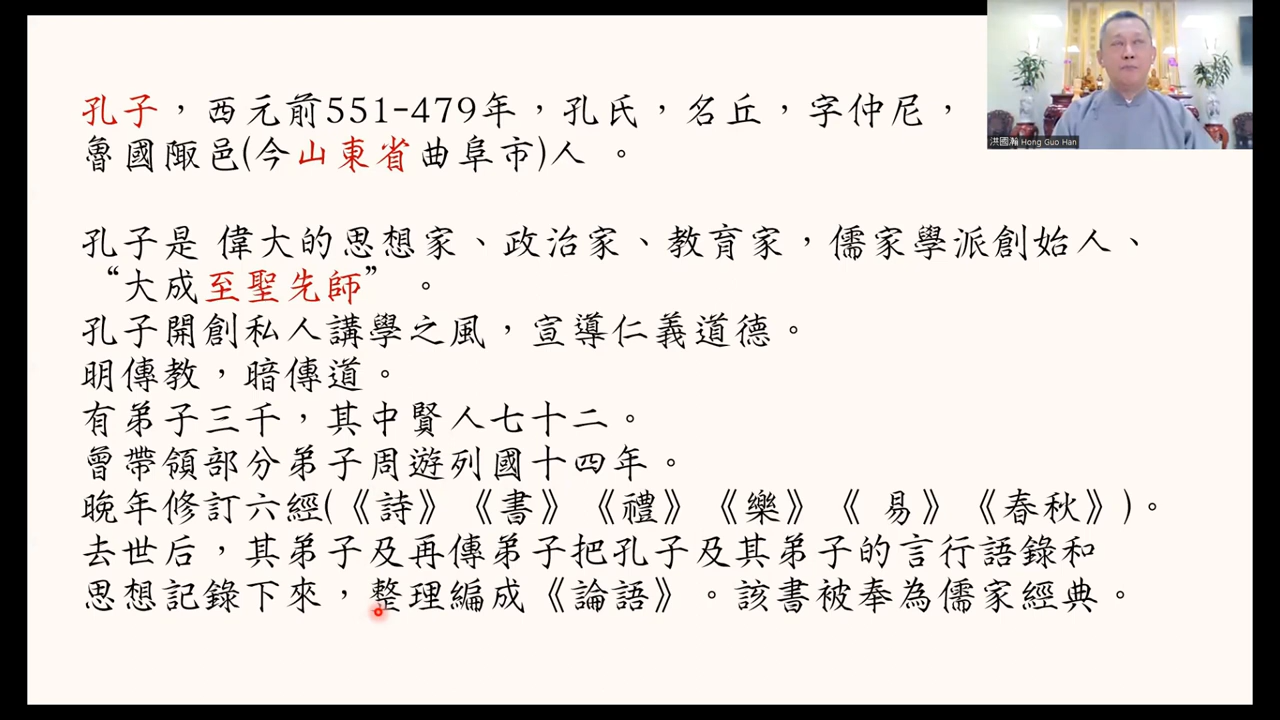 孔子，西元前551-479年，孔氏，名丘，字仲尼，
魯國陬邑(今山東省曲阜市)人 。
孔子是 偉大的思想家、政治家、教育家，儒家學派創始人、
“大成至聖先師” 。
孔子開創私人講學之風，宣導仁義道德。
明傳教，暗傳道。
有弟子三千，其中賢人七十二。
曾帶領部分弟子周遊列國十四年。
晚年修訂六經(《詩》《書》《禮》《樂》《 易》《春秋》)。
去世后，其弟子及再傳弟子把孔子及其弟子的言行語錄和
思想記錄下來，整理編成《論語》。該書被奉為儒家經典。
洪國瀚 Hong Guo Han